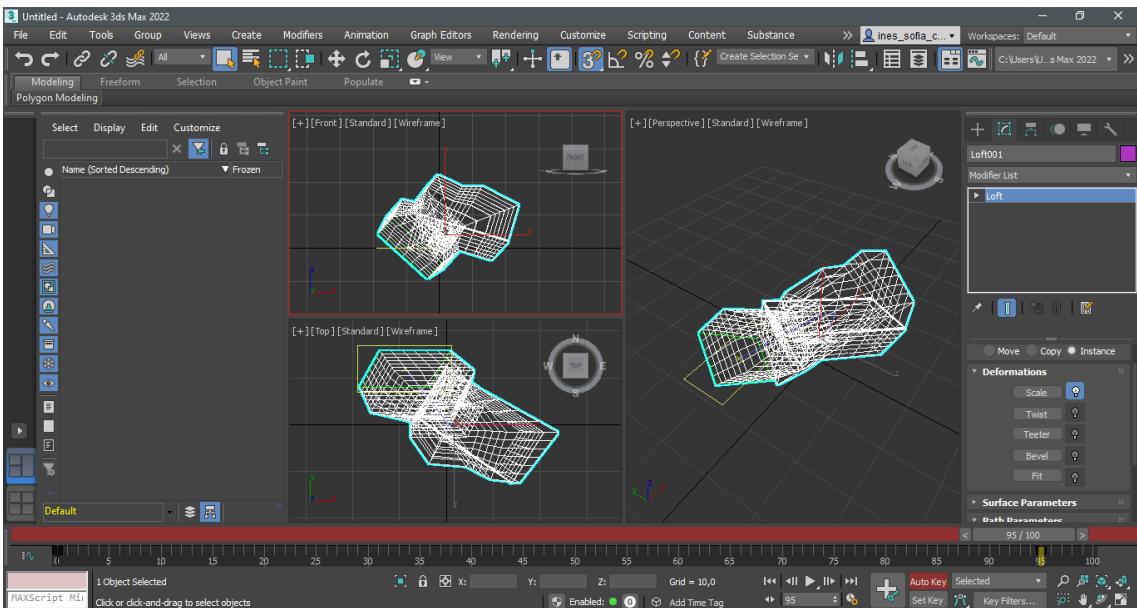 Untitled - Autodesk 3ds Max 2022
File Edit Tools Group Views Create Modifiers Animation Graph Editors Rendering Customize Scripting Content Substance ines_sofia_c... Workspaces: Default
All View Create Selection Se C:\Users\U...s Max 2022
Modeling Freeform Selection Object Paint Populate
Polygon Modeling
Select Display Edit Customize
Name (Sorted Descending) Frozen
Default
[+] [Front] [Standard] [Wireframe]
FRONT
[+] [Top] [Standard] [Wireframe]
N
W TOP E
S
[+] [Perspective] [Standard] [Wireframe]
Loft001
Modifier List
Loft
Move Copy Instance
Deformations
Scale
Twist
Teeter
Bevel
Fit
Surface Parameters
Path Parameters
95 / 100
0 5 10 15 20 25 30 35 40 45 50 55 60 65 70 75 80 85 90 95 100
1 Object Selected X: Y: Z: Grid = 10,0 Auto Key Selected
MAXScript Mi Click or click-and-drag to select objects Enabled: 0 Add Time Tag 95 Set Key Key Filters...